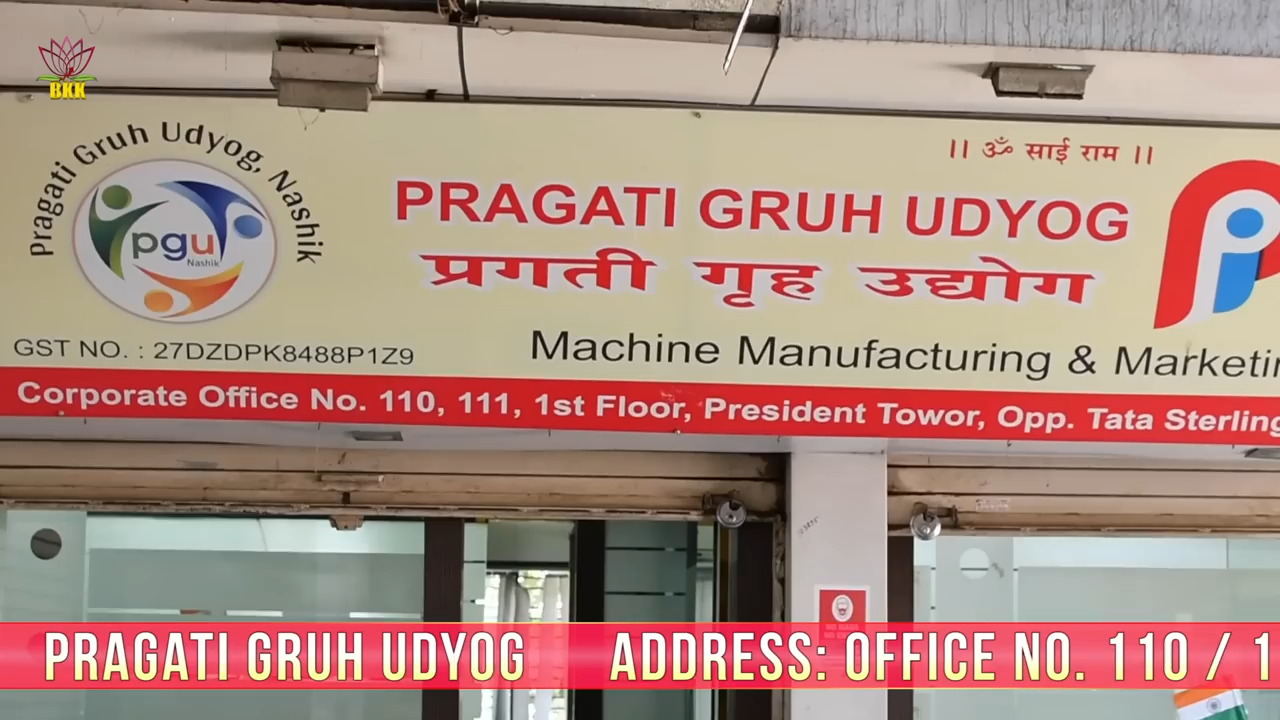 BKK
Pragati Gruh Udyog, Nashik
pgu
Nashik
|| ॐ साई राम ||
PRAGATI GRUH UDYOG
प्रगती गृह उद्योग
GST NO. : 27DZDPK8488P1Z9
Machine Manufacturing & Marketin
Corporate Office No. 110, 111, 1st Floor, President Towor, Opp. Tata Sterling
PRAGATI GRUH UDYOG ADDRESS: OFFICE NO. 110 / 1